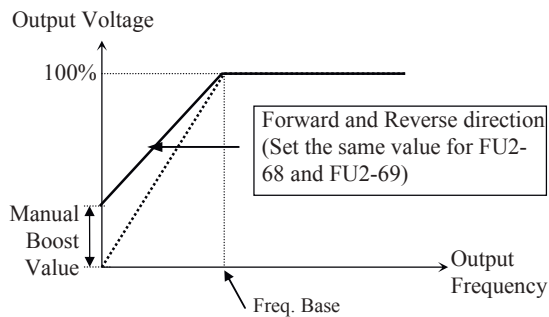 Output Voltage
100%
Forward and Reverse direction
(Set the same value for FU2-
68 and FU2-69)
Manual
Boost
Value
Output
Frequency
Freq. Base